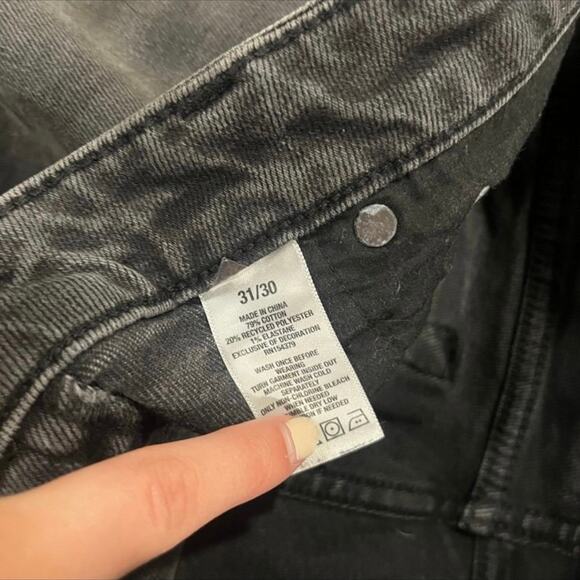 31/30
MADE IN CHINA
79% COTTON
20% RECYCLED POLYESTER
1% ELASTANE
EXCLUSIVE OF DECORATION
RN154379
WASH ONCE BEFORE
WEARING
TURN GARMENT INSIDE OUT
MACHINE WASH COLD
SEPARATELY
ONLY NON-CHLORINE BLEACH
WHEN NEEDED
DRY LOW
IF NEEDED